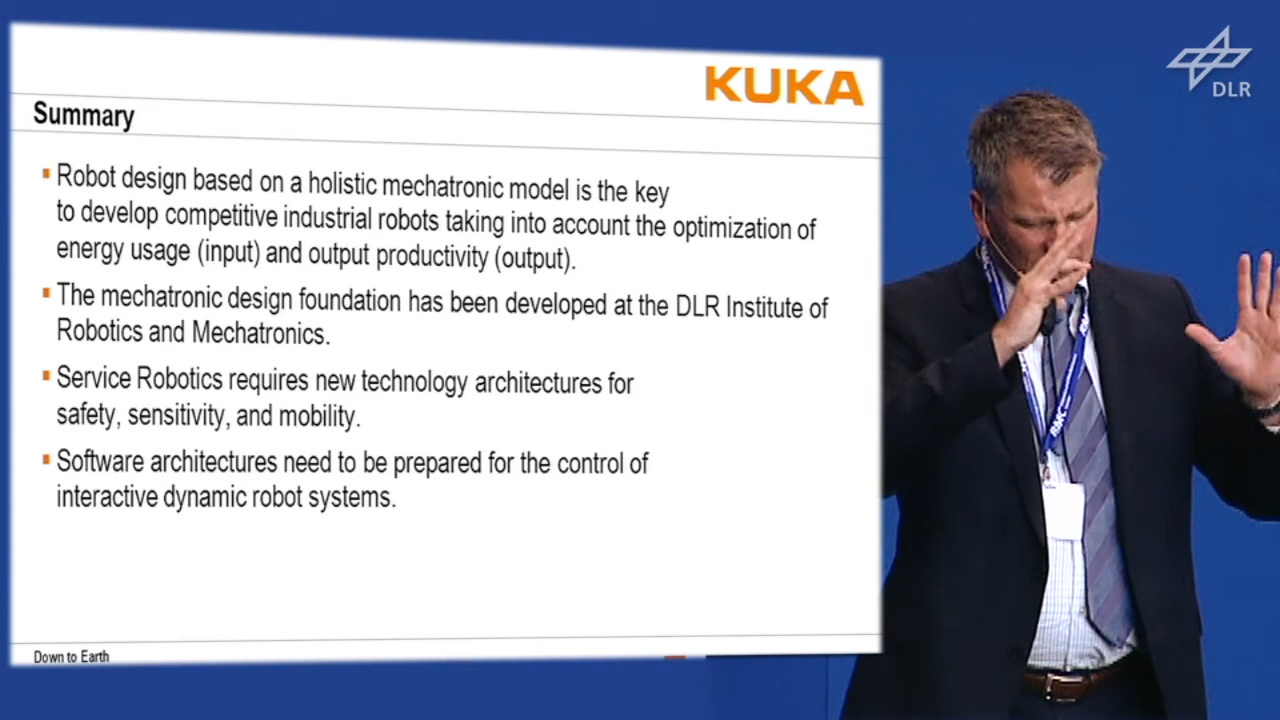 KUKA
Summary
Robot design based on a holistic mechatronic model is the key
to develop competitive industrial robots taking into account the optimization of
energy usage (input) and output productivity (output).
The mechatronic design foundation has been developed at the DLR Institute of
Robotics and Mechatronics.
Service Robotics requires new technology architectures for
safety, sensitivity, and mobility.
Software architectures need to be prepared for the control of
interactive dynamic robot systems.
Down to Earth
DLR
RMC